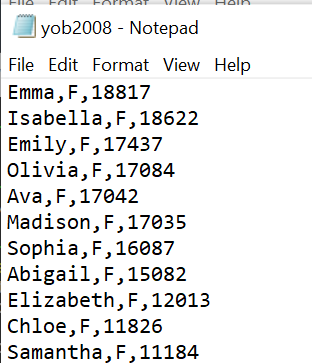 yob2008 - Notepad
File Edit Format View Help
Emma,F,18817
Isabella,F,18622
Emily,F,17437
Olivia,F,17084
Ava,F,17042
Madison,F,17035
Sophia,F,16087
Abigail,F,15082
Elizabeth,F,12013
Chloe,F,11826
Samantha,F,11184